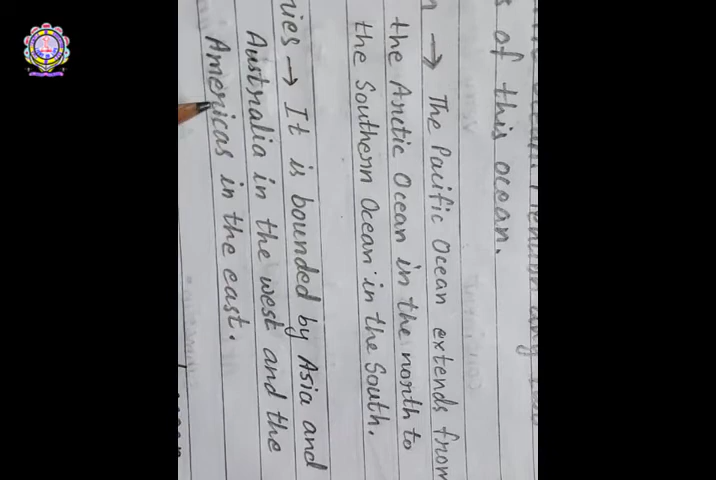 of this ocean.
→ The Pacific Ocean extends from
the Arctic Ocean in the north to
the Southern Ocean in the South.
→ It is bounded by Asia and
Australia in the west and the
Americas in the east.